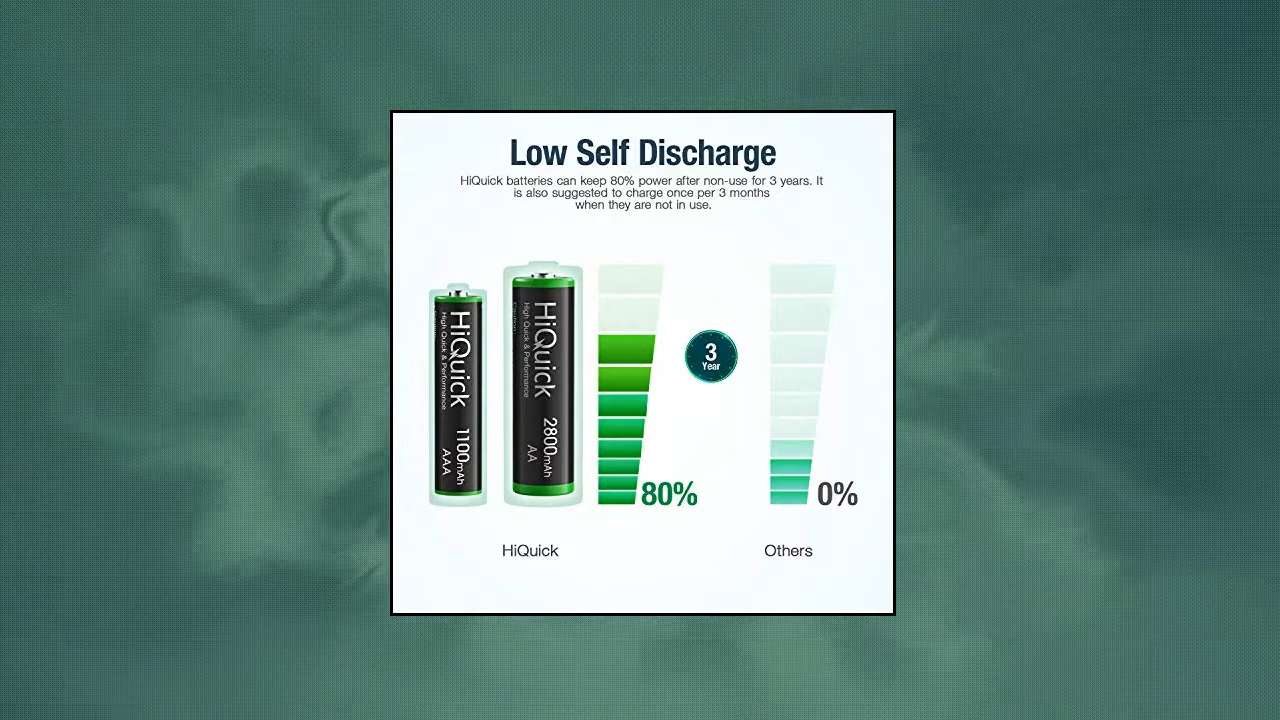 Low Self Discharge
HiQuick batteries can keep 80% power after non-use for 3 years. It
is also suggested to charge once per 3 months
when they are not in use.
HiQuick
High Quick & Performance
1100mAh
AAA
HiQuick
High Quick & Performance
2800mAh
AA
80%
3
Year
0%
HiQuick
Others